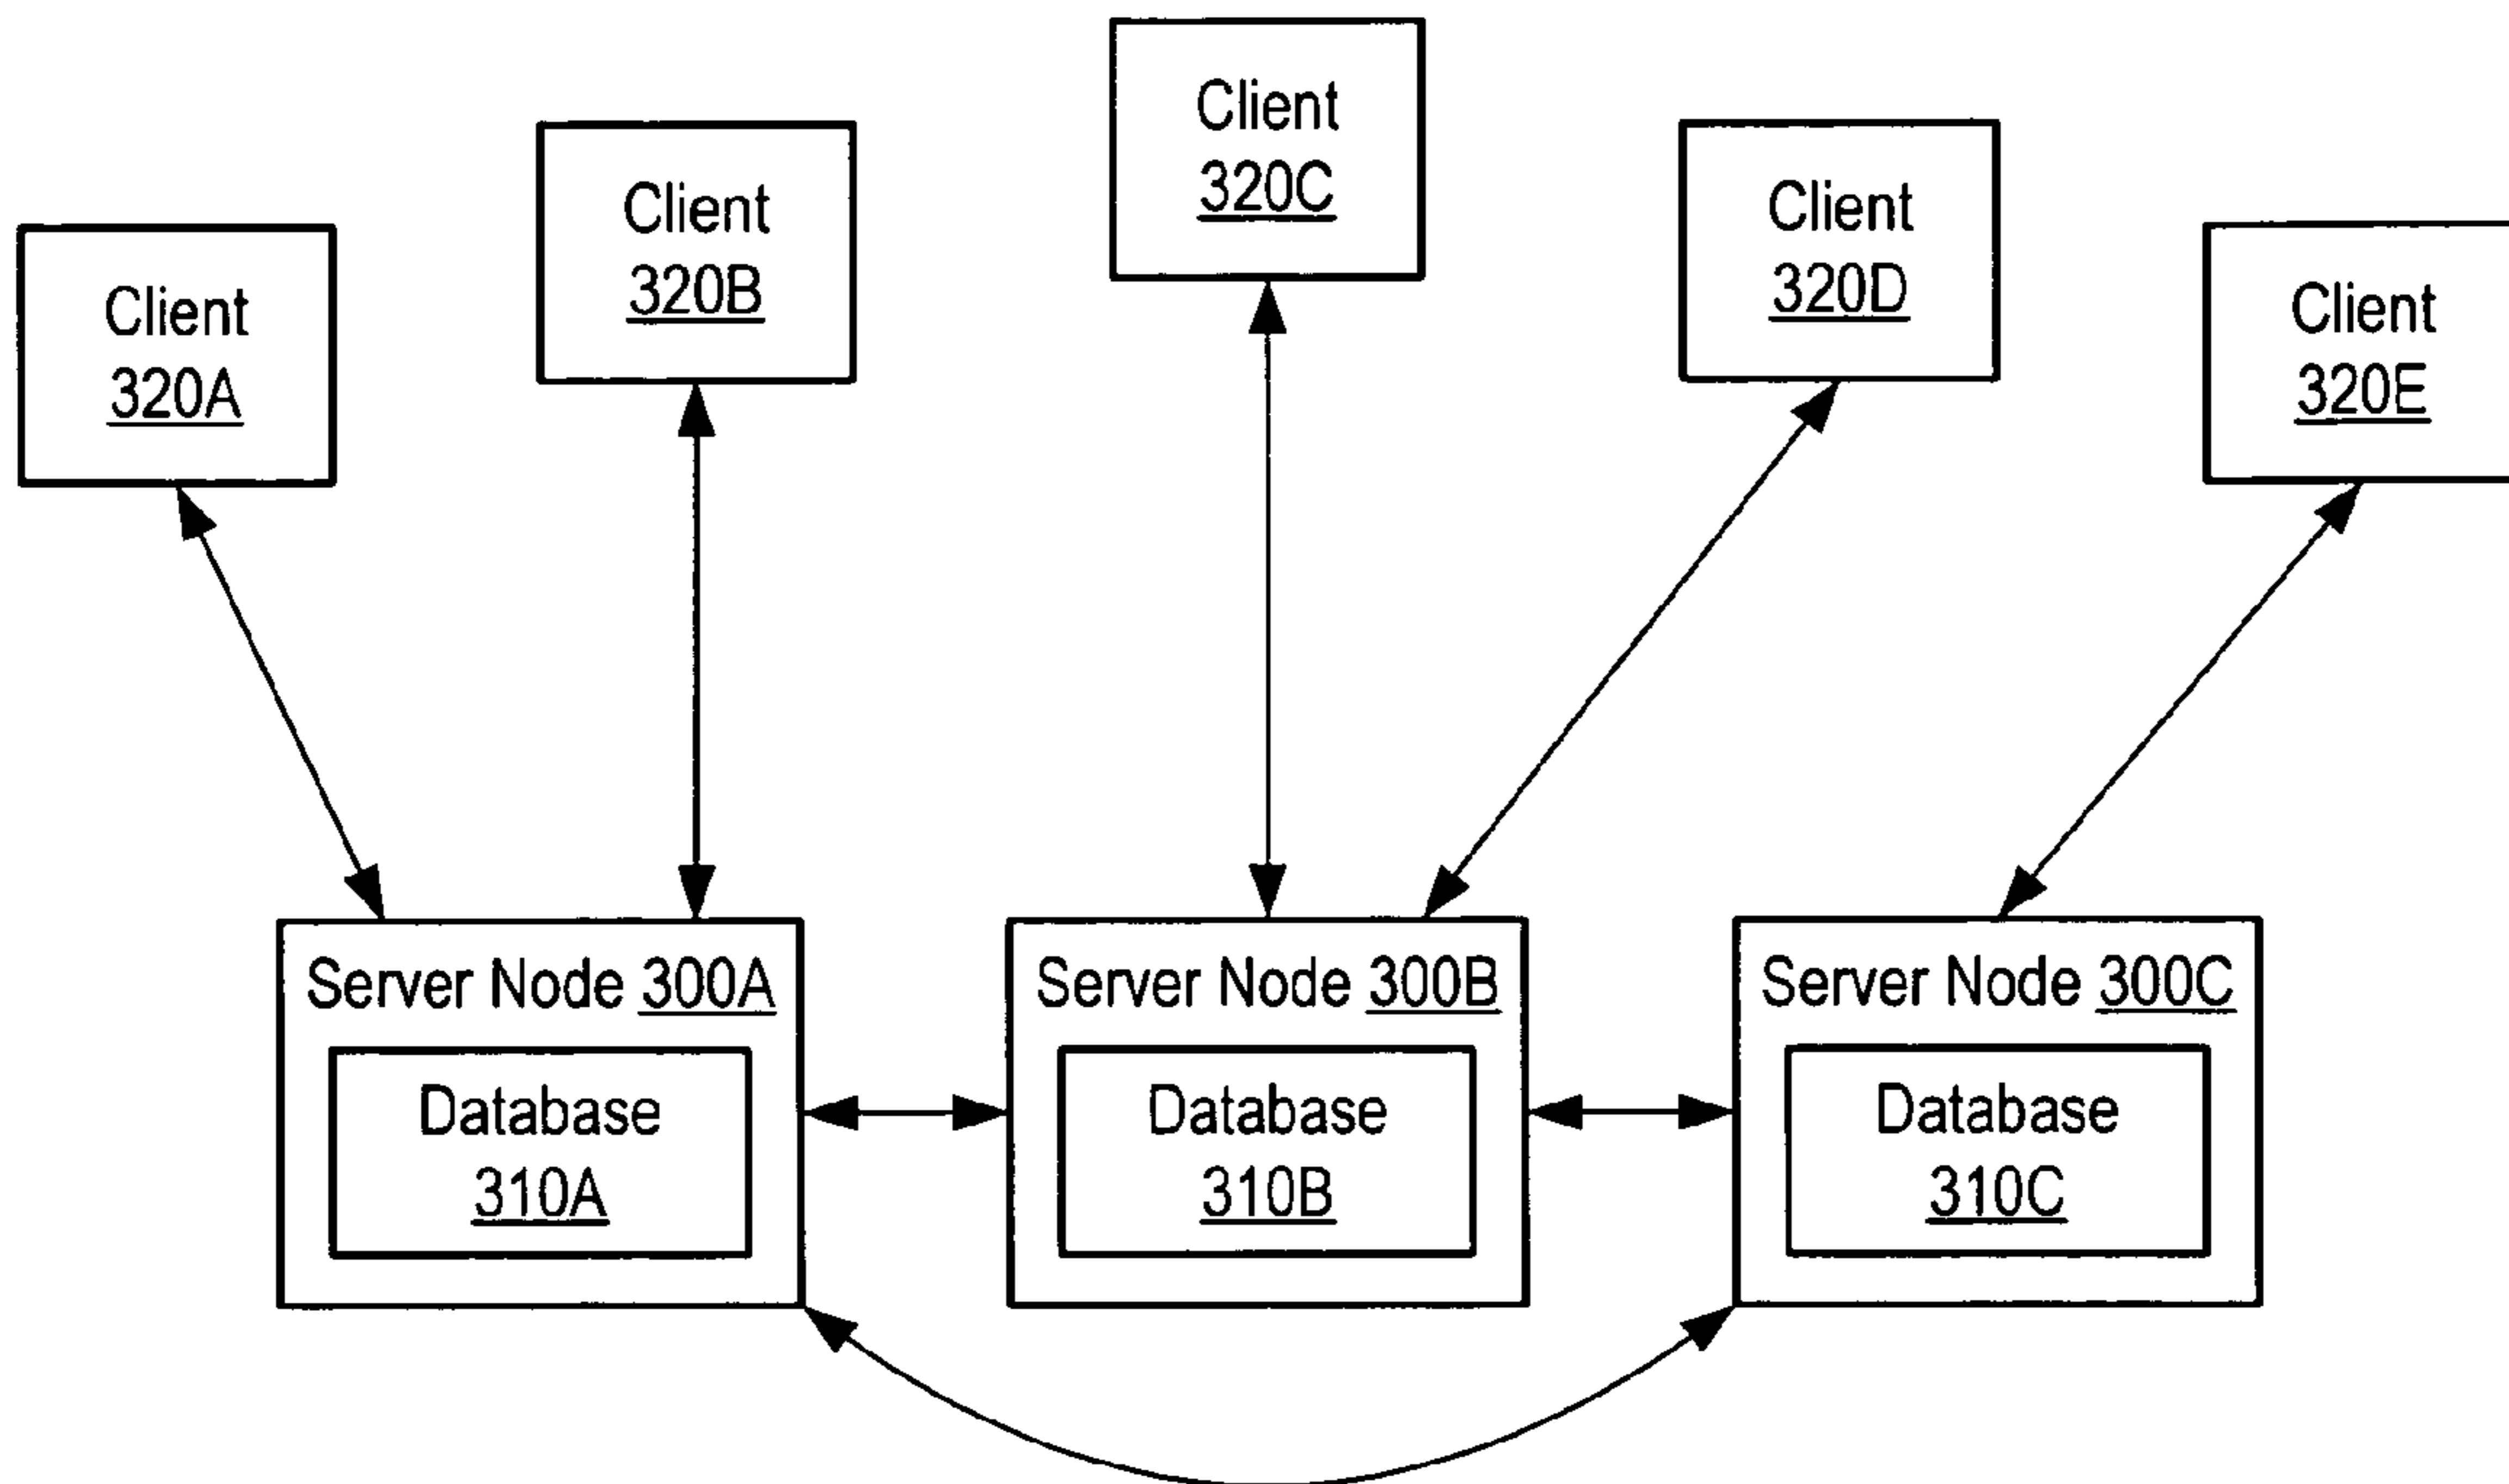 Client
320C
Client
320B
Client
320D
Client
320A
Client
320E
Server Node 300A
Server Node 300B
Server Node 300C
Database
310A
Database
310B
Database
310C